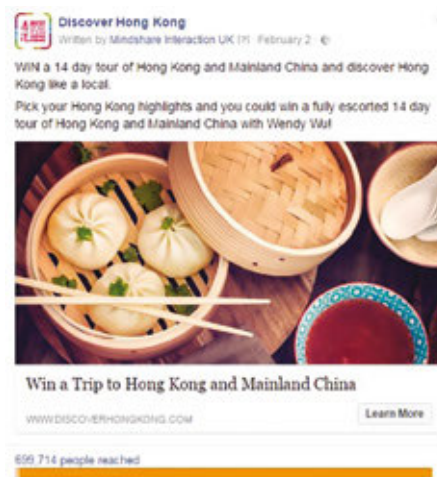 Discover Hong Kong
Written by Mindshare Interaction UK [?] · February 2 ·
WIN a 14 day tour of Hong Kong and Mainland China and discover Hong
Kong like a local.
Pick your Hong Kong highlights and you could win a fully escorted 14 day
tour of Hong Kong and Mainland China with Wendy Wu!
Win a Trip to Hong Kong and Mainland China
WWW.DISCOVERHONGKONG.COM
Learn More
699,714 people reached